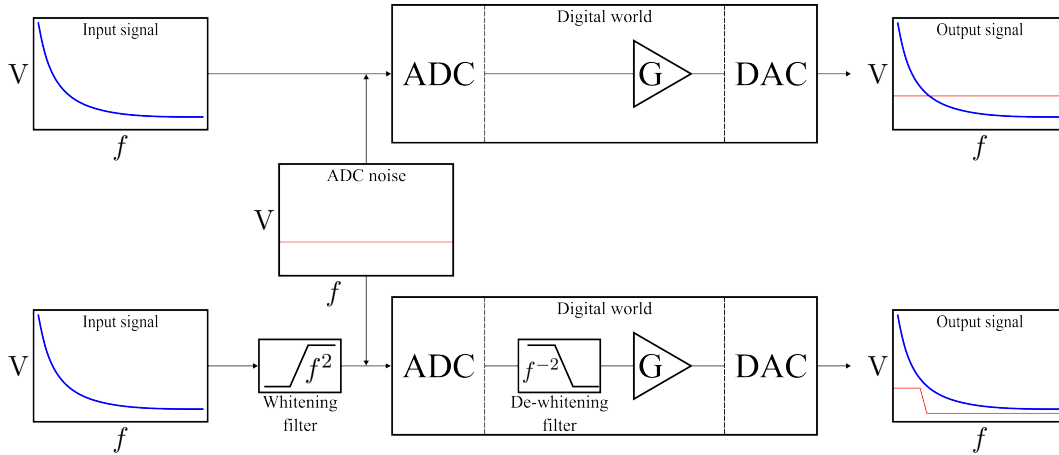 Input signal
V
f
ADC
Digital world
G
DAC
Output signal
V
f
ADC noise
V
f
Input signal
V
f
f²
Whitening
filter
ADC
Digital world
f⁻²
De-whitening
filter
G
DAC
Output signal
V
f